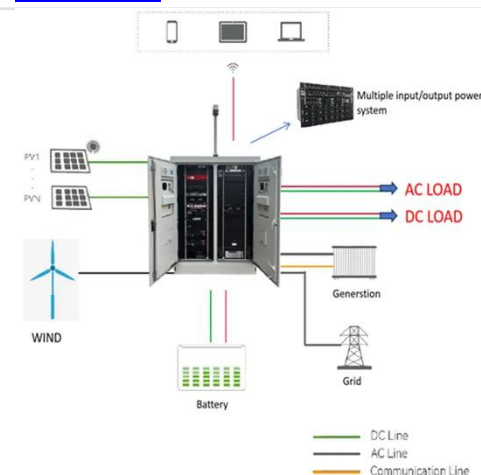 Multiple input/output power
system
PV1
PVN
AC LOAD
DC LOAD
WIND
Generstion
Grid
Battery
DC Line
AC Line
Communication Line